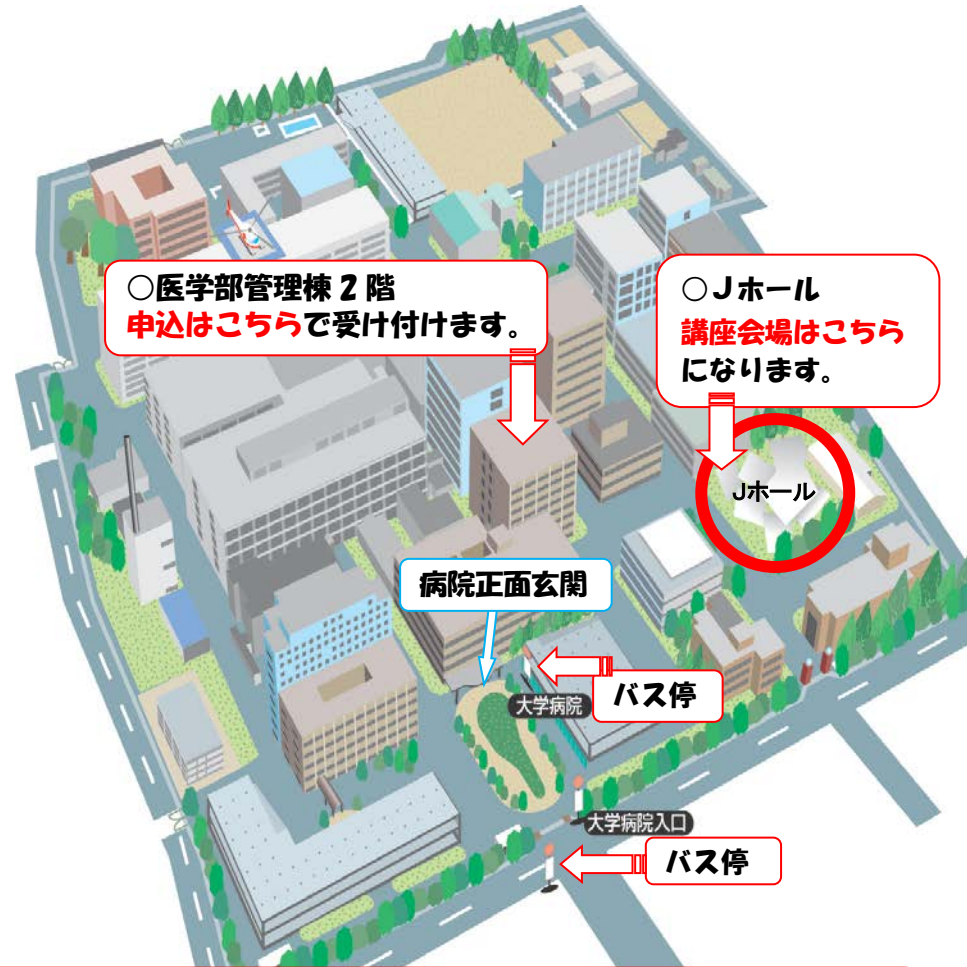 ○医学部管理棟２階
申込はこちらで受け付けます。
○Ｊホール
講座会場はこちら
になります。
Jホール
病院正面玄関
大学病院
バス停
大学病院入口
バス停